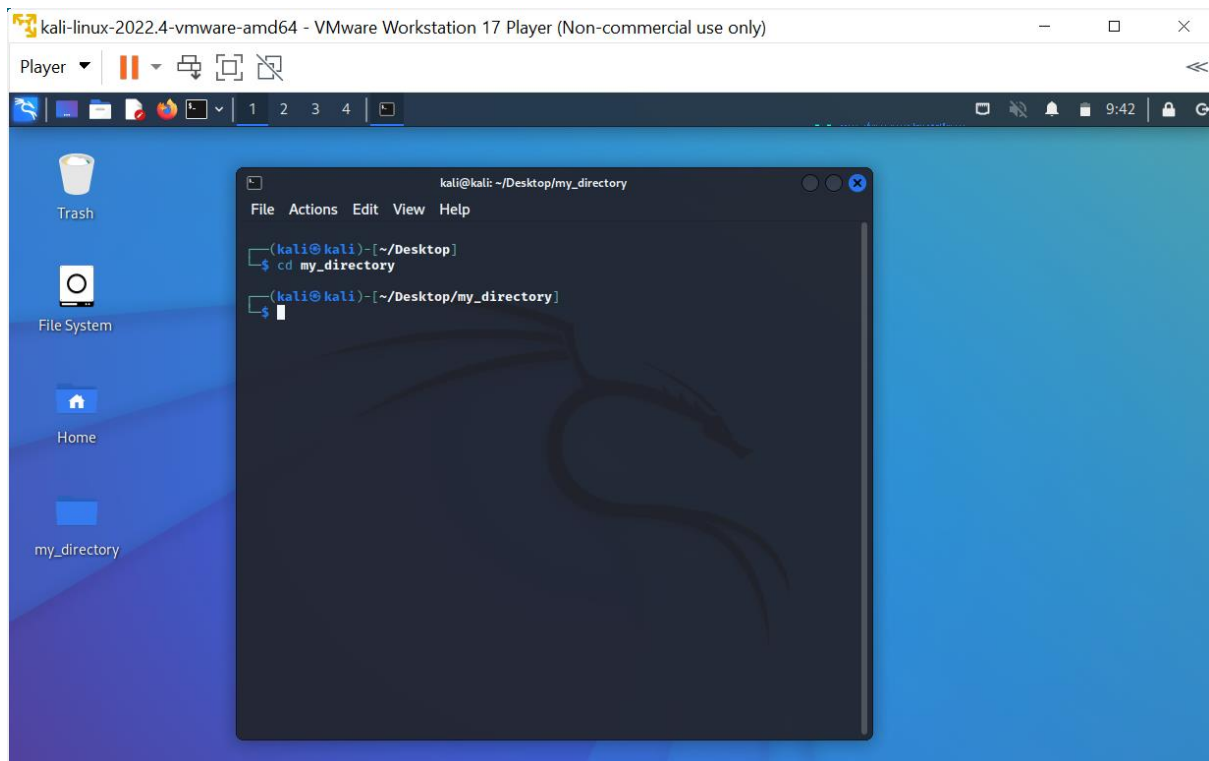 kali-linux-2022.4-vmware-amd64 - VMware Workstation 17 Player (Non-commercial use only)
Player
1 2 3 4
9:42
Trash
File System
Home
my_directory
kali@kali: ~/Desktop/my_directory
File Actions Edit View Help
┌──(kali㉿kali)-[~/Desktop]
└─$ cd my_directory
┌──(kali㉿kali)-[~/Desktop/my_directory]
└─$